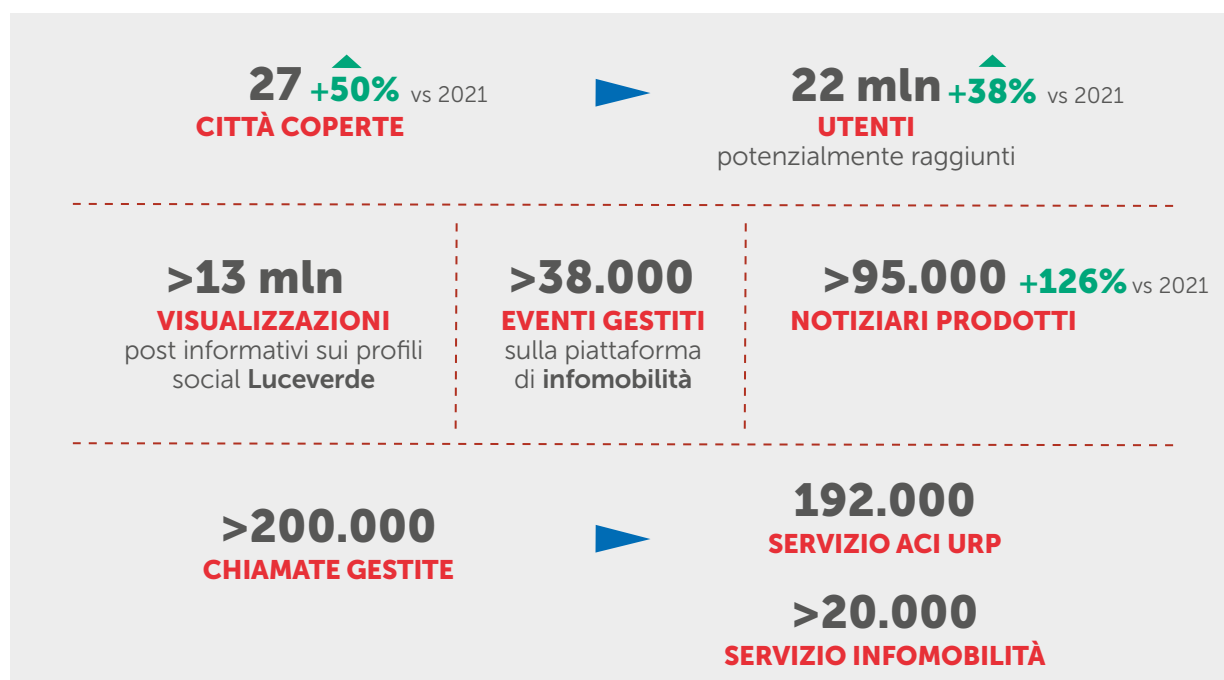 27 +50% vs 2021
CITTÀ COPERTE
22 mln +38% vs 2021
UTENTI
potenzialmente raggiunti
>13 mln
VISUALIZZAZIONI
post informativi sui profili
social Luceverde
>38.000
EVENTI GESTITI
sulla piattaforma
di infomobilità
>95.000 +126% vs 2021
NOTIZIARI PRODOTTI
>200.000
CHIAMATE GESTITE
192.000
SERVIZIO ACI URP
>20.000
SERVIZIO INFOMOBILITÀ